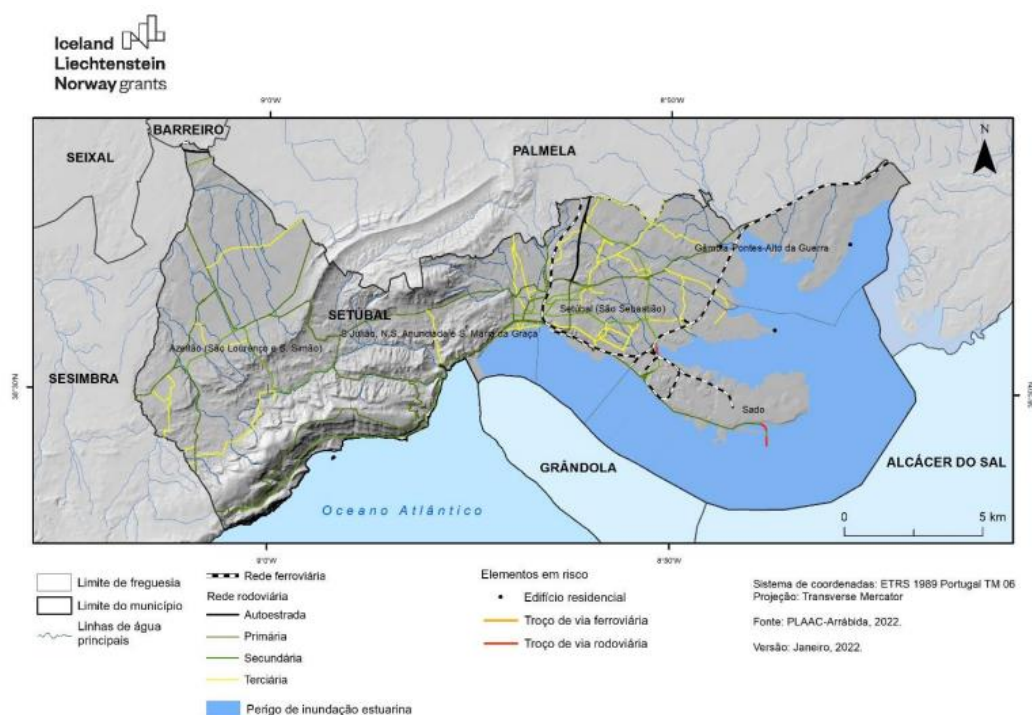 Iceland
Liechtenstein
Norway grants
9°0'W
BARREIRO
SEIXAL
PALMELA
N
Gâmbia-Pontes-Alto da Guerra
SETÚBAL
Setúbal (São Sebastião)
S Julião, N.S. Anunciada e S. Maria da Graça
Azeitão (São Lourenço e S. Simão)
SESIMBRA
Sado
GRÂNDOLA
ALCÁCER DO SAL
Oceano Atlântico
0 5 km
9°0'W
Limite de freguesia
Limite do município
Linhas de água
principais
Rede ferroviária
Rede rodoviária
Autoestrada
Primária
Secundária
Terciária
Perigo de inundação estuarina
Elementos em risco
Edifício residencial
Troço de via ferroviária
Troço de via rodoviária
Sistema de coordenadas: ETRS 1989 Portugal TM 06
Projeção: Transverse Mercator
Fonte: PLAAC-Arrábida, 2022.
Versão: Janeiro, 2022.